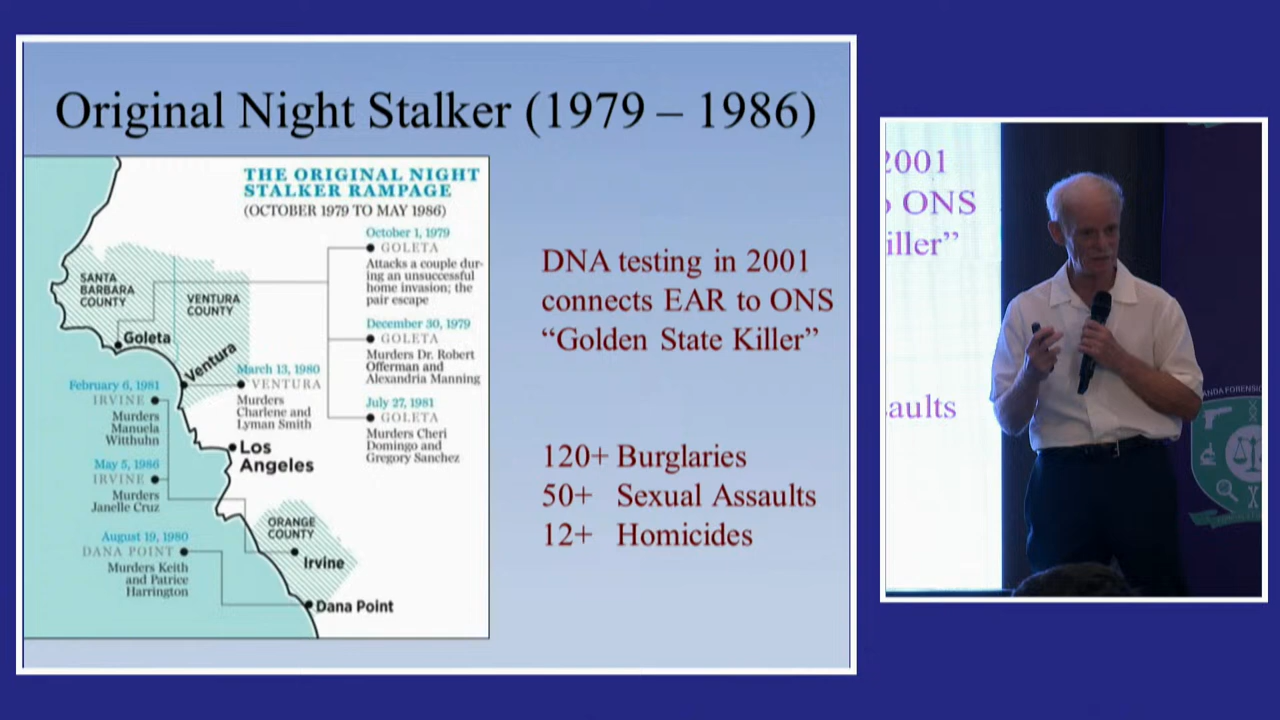 Original Night Stalker (1979 – 1986)
THE ORIGINAL NIGHT
STALKER RAMPAGE
(OCTOBER 1979 TO MAY 1986)
October 1, 1979
GOLETA
Attacks a couple dur-
ing an unsuccessful
home invasion; the
pair escape
December 30, 1979
GOLETA
Murders Dr. Robert
Offerman and
Alexandria Manning
July 27, 1981
GOLETA
Murders Cheri
Domingo and
Gregory Sanchez
SANTA
BARBARA
COUNTY
VENTURA
COUNTY
Goleta
Ventura
March 13, 1980
VENTURA
Murders
Charlene and
Lyman Smith
February 6, 1981
IRVINE
Murders
Manuela
Witthuhn
Los
Angeles
May 5, 1986
IRVINE
Murders
Janelle Cruz
ORANGE
COUNTY
Irvine
August 19, 1980
DANA POINT
Murders Keith
and Patrice
Harrington
Dana Point
DNA testing in 2001
connects EAR to ONS
“Golden State Killer”
120+ Burglaries
50+ Sexual Assaults
12+ Homicides
2001
ONS
iller”
aults
ANDA FORENSI